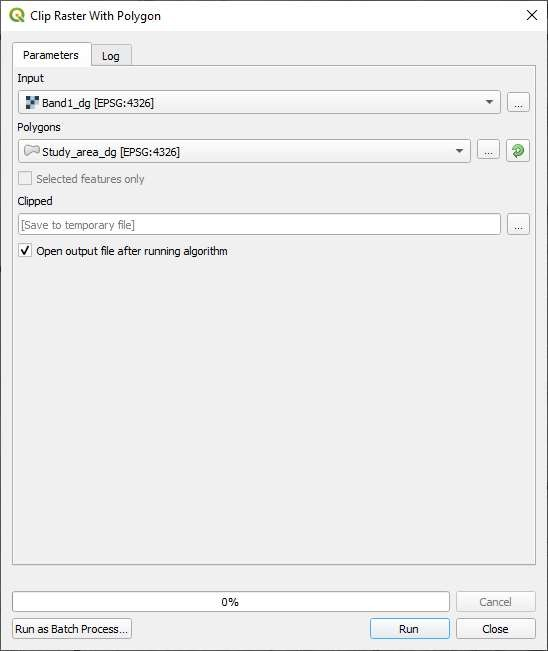 Clip Raster With Polygon
Parameters
Log
Input
Band1_dg [EPSG:4326]
...
Polygons
Study_area_dg [EPSG:4326]
...
Selected features only
Clipped
[Save to temporary file]
...
Open output file after running algorithm
0%
Cancel
Run as Batch Process...
Run
Close